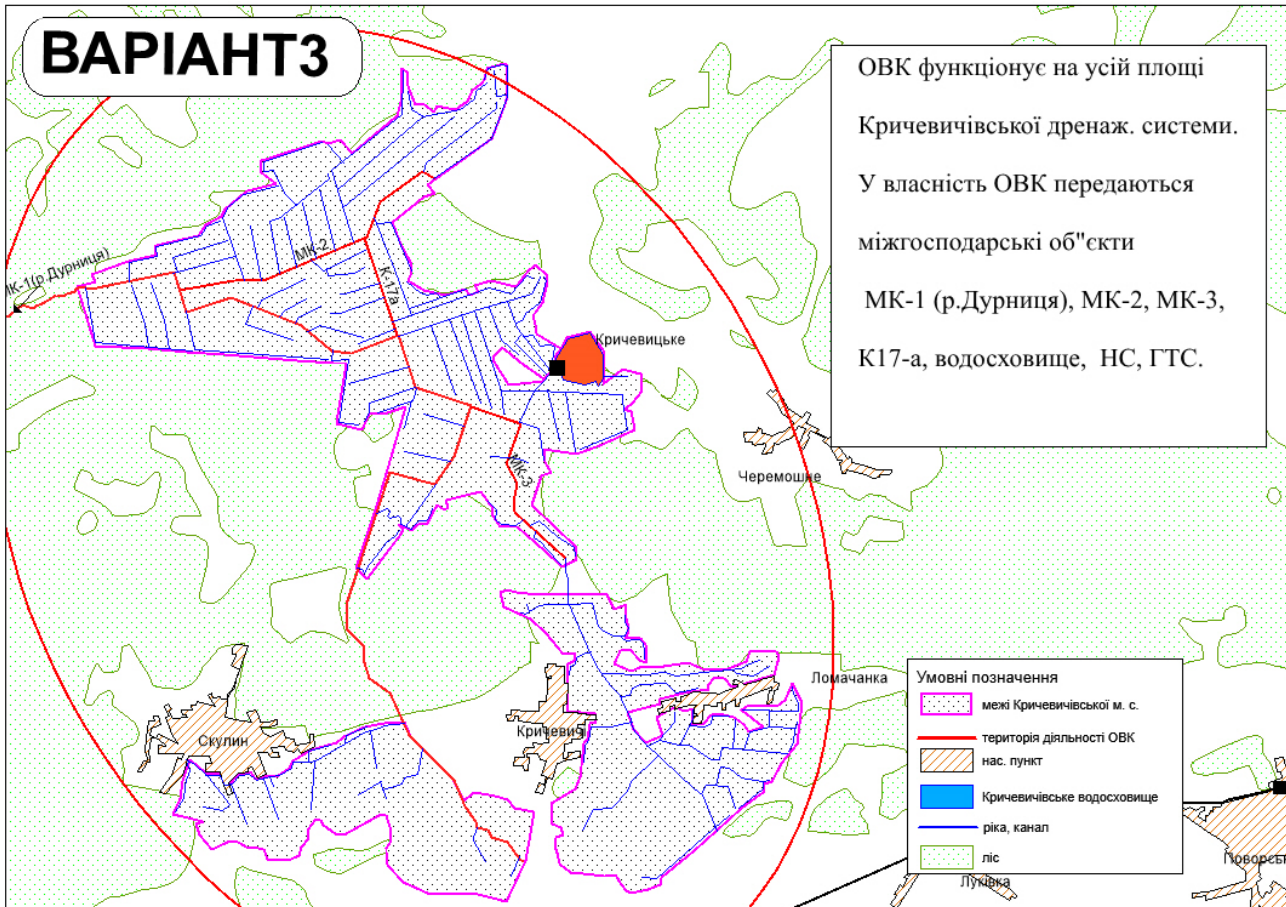 ВАРІАНТ3
ОВК функціонує на усій площі
Кричевичівської дренаж. системи.
У власність ОВК передаються
міжгосподарські об"єкти
МК-1 (р.Дурниця), МК-2, МК-3,
К17-а, водосховище, НС, ГТС.
МК-1(р.Дурниця)
МК-2
К-17а
Кричевицьке
МК-3
Черемошне
Ломачанка
Кричевичі
Скулин
Умовні позначення
межі Кричевичівської м. с.
територія діяльності ОВК
нас. пункт
Кричевичівське водосховище
ріка, канал
ліс
Луківка